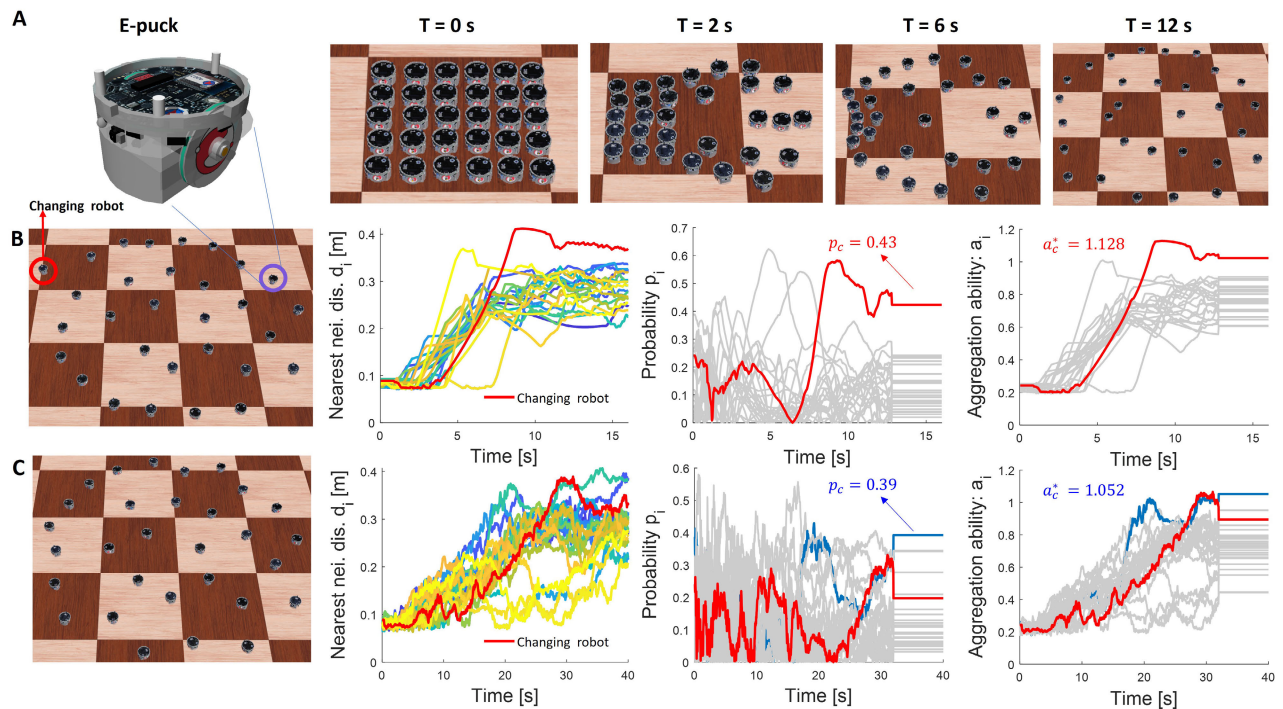 A
E-puck
T = 0 s
T = 2 s
T = 6 s
T = 12 s
Changing robot
B
Nearest nei. dis. d_i [m]
0.4
0.3
0.2
0.1
0
0
5
10
15
Time [s]
Changing robot
Probability p_i
0.7
0.6
0.5
0.4
0.3
0.2
0.1
0
0
5
10
15
Time [s]
p_c = 0.43
Aggregation ability: a_i
1.2
1
0.8
0.6
0.4
0.2
0
0
5
10
15
Time [s]
a_c^* = 1.128
C
Nearest nei. dis. d_i [m]
0.4
0.3
0.2
0.1
0
0
10
20
30
40
Time [s]
Changing robot
Probability p_i
0.6
0.5
0.4
0.3
0.2
0.1
0
0
10
20
30
40
Time [s]
p_c = 0.39
Aggregation ability: a_i
1.2
1
0.8
0.6
0.4
0.2
0
0
10
20
30
40
Time [s]
a_c^* = 1.052